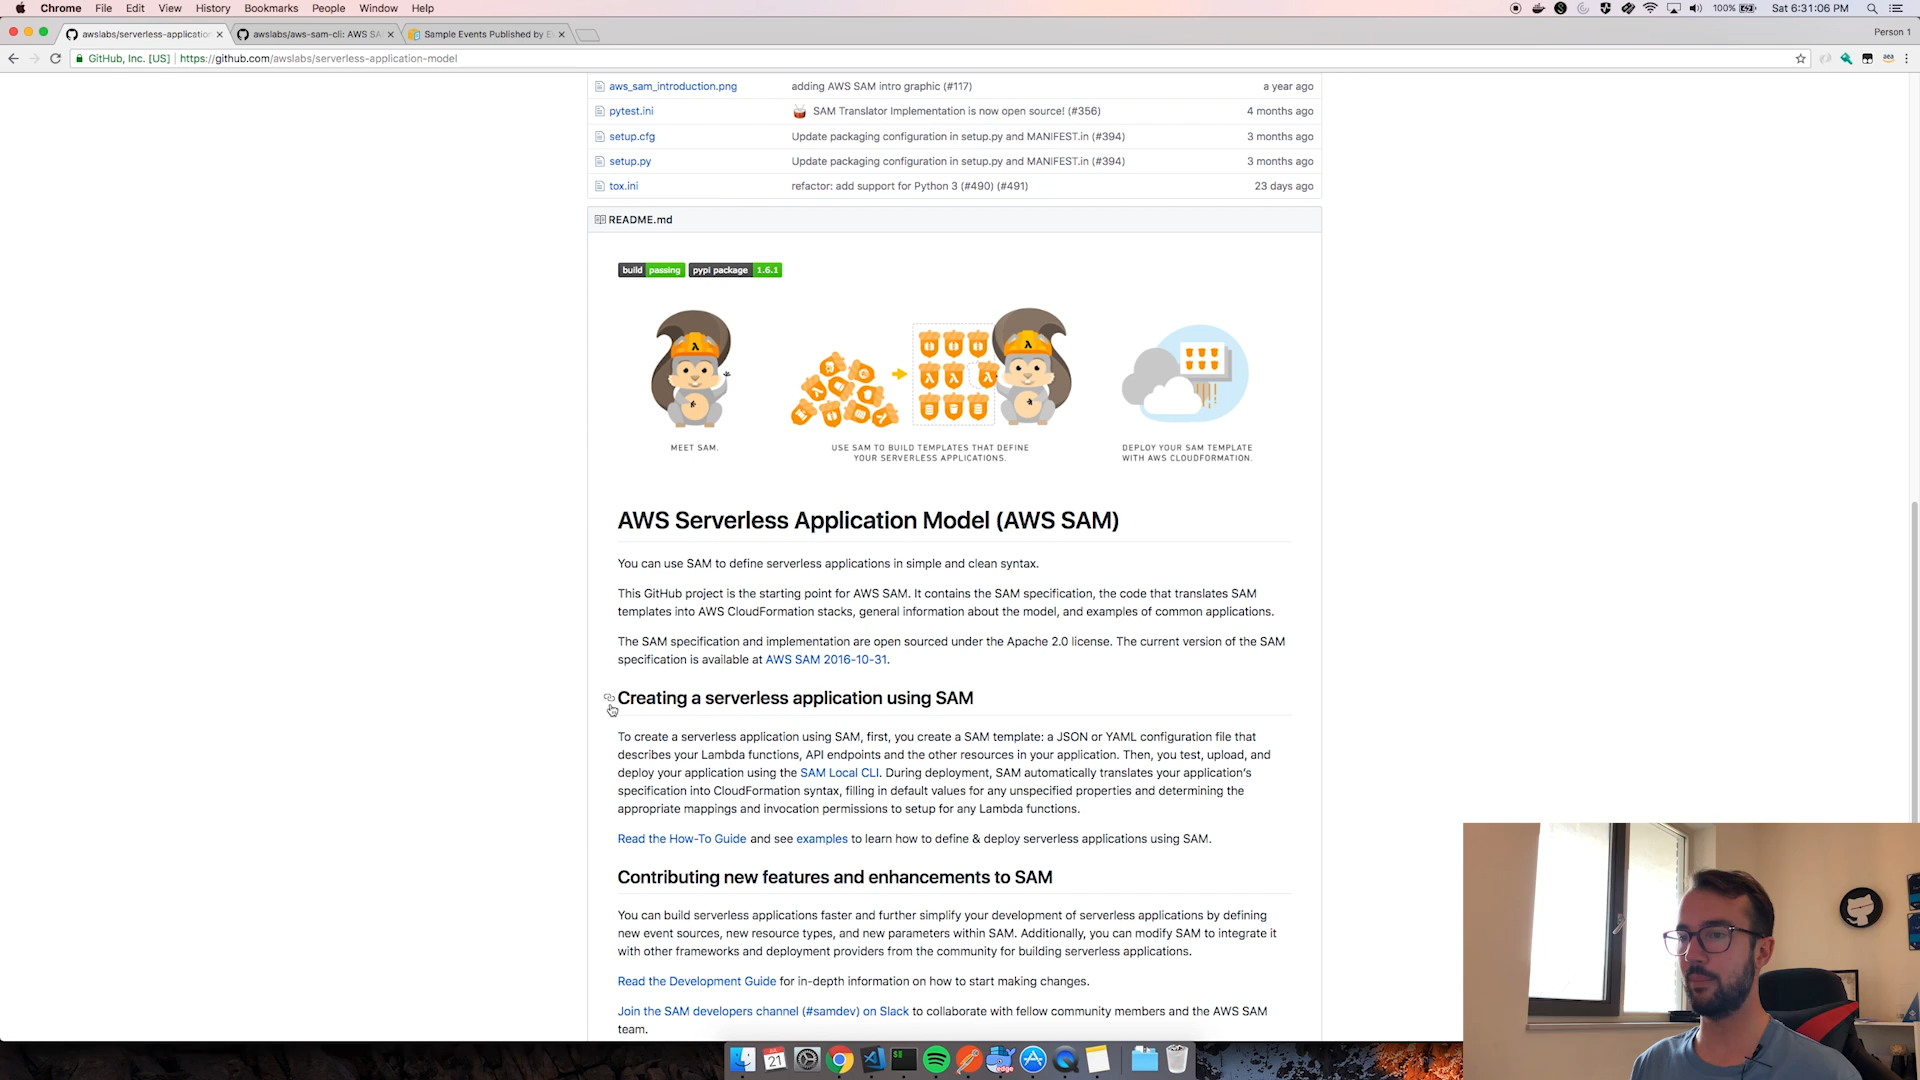 Chrome File Edit View History Bookmarks People Window Help 100% Sat 6:31:06 PM
awslabs/serverless-application awslabs/aws-sam-cli: AWS SA Sample Events Published by E Person 1
GitHub, Inc. [US] https://github.com/awslabs/serverless-application-model
aws_sam_introduction.png adding AWS SAM intro graphic (#117) a year ago
pytest.ini SAM Translator Implementation is now open source! (#356) 4 months ago
setup.cfg Update packaging configuration in setup.py and MANIFEST.in (#394) 3 months ago
setup.py Update packaging configuration in setup.py and MANIFEST.in (#394) 3 months ago
tox.ini refactor: add support for Python 3 (#490) (#491) 23 days ago
README.md
build passing pypi package 1.6.1
MEET SAM.
USE SAM TO BUILD TEMPLATES THAT DEFINE
YOUR SERVERLESS APPLICATIONS.
DEPLOY YOUR SAM TEMPLATE
WITH AWS CLOUDFORMATION.
AWS Serverless Application Model (AWS SAM)
You can use SAM to define serverless applications in simple and clean syntax.
This GitHub project is the starting point for AWS SAM. It contains the SAM specification, the code that translates SAM
templates into AWS CloudFormation stacks, general information about the model, and examples of common applications.
The SAM specification and implementation are open sourced under the Apache 2.0 license. The current version of the SAM
specification is available at AWS SAM 2016-10-31.
Creating a serverless application using SAM
To create a serverless application using SAM, first, you create a SAM template: a JSON or YAML configuration file that
describes your Lambda functions, API endpoints and the other resources in your application. Then, you test, upload, and
deploy your application using the SAM Local CLI. During deployment, SAM automatically translates your application's
specification into CloudFormation syntax, filling in default values for any unspecified properties and determining the
appropriate mappings and invocation permissions to setup for any Lambda functions.
Read the How-To Guide and see examples to learn how to define & deploy serverless applications using SAM.
Contributing new features and enhancements to SAM
You can build serverless applications faster and further simplify your development of serverless applications by defining
new event sources, new resource types, and new parameters within SAM. Additionally, you can modify SAM to integrate it
with other frameworks and deployment providers from the community for building serverless applications.
Read the Development Guide for in-depth information on how to start making changes.
Join the SAM developers channel (#samdev) on Slack to collaborate with fellow community members and the AWS SAM
team.
21
edge